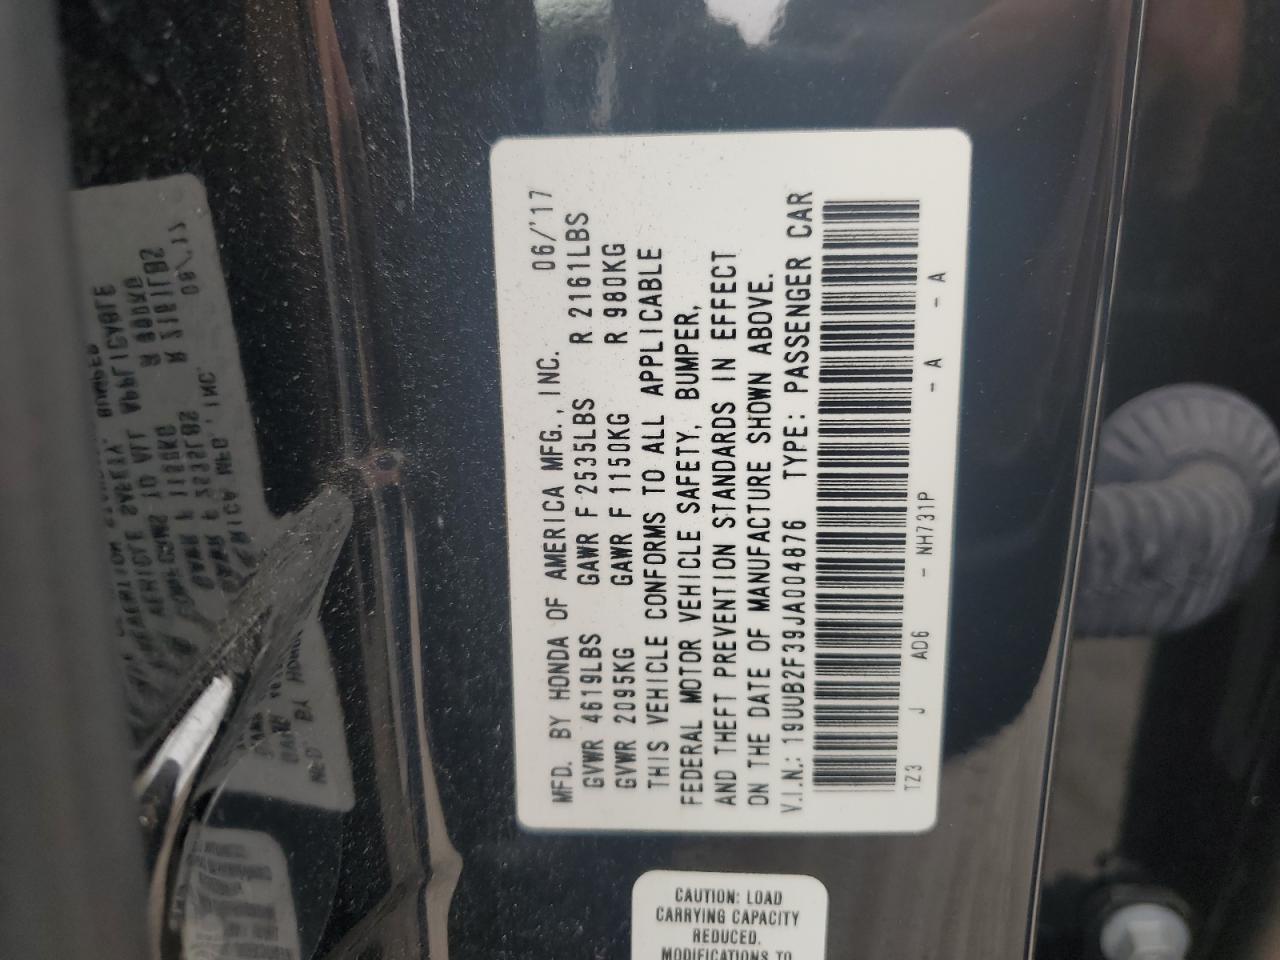 MFD. BY HONDA OF AMERICA MFG., INC. 06/'17
GVWR 4619LBS GAWR F 2535LBS R 2161LBS
GVWR 2095KG GAWR F 1150KG R 980KG
THIS VEHICLE CONFORMS TO ALL APPLICABLE
FEDERAL MOTOR VEHICLE SAFETY, BUMPER,
AND THEFT PREVENTION STANDARDS IN EFFECT
ON THE DATE OF MANUFACTURE SHOWN ABOVE.
V.I.N.: 19UUB2F39JA004876 TYPE: PASSENGER CAR
TZ3 J AD6 - NH731P - A - A
CAUTION: LOAD
CARRYING CAPACITY
REDUCED.
MODIFICATIONS TO